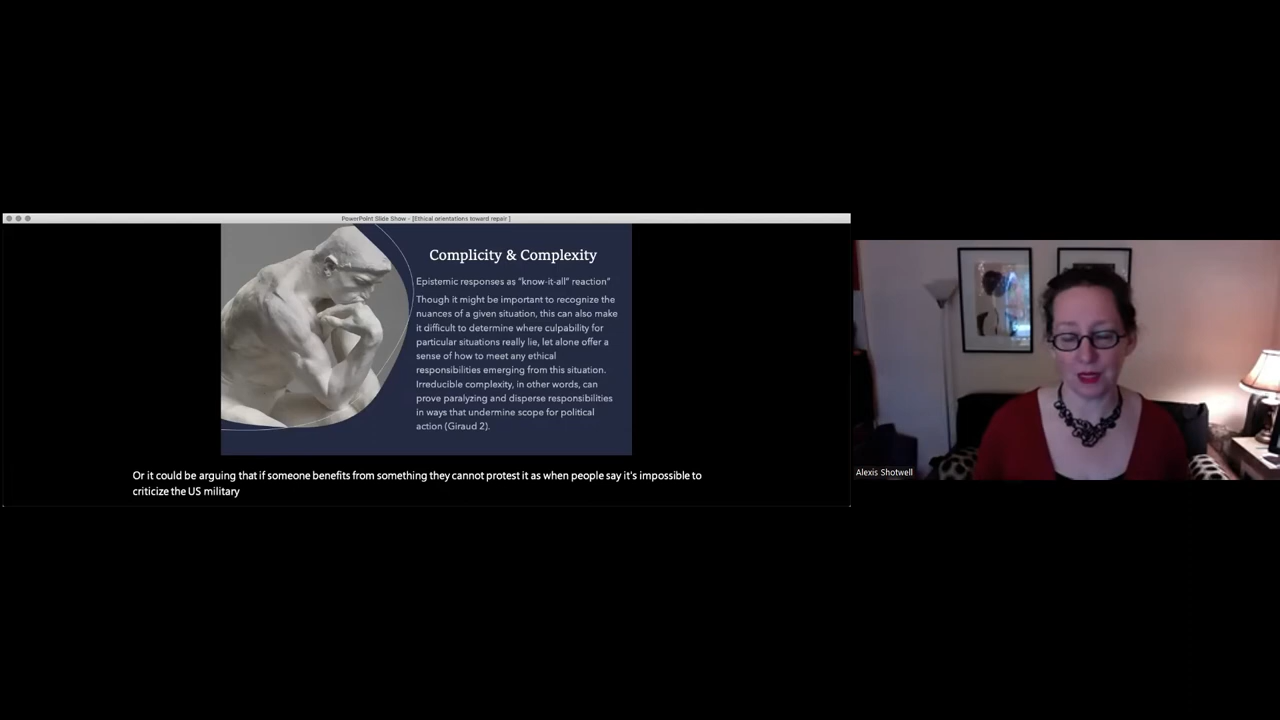 PowerPoint Slide Show - [Ethical orientations toward repair ]
Complicity & Complexity
Epistemic responses as "know-it-all" reaction"
Though it might be important to recognize the
nuances of a given situation, this can also make
it difficult to determine where culpability for
particular situations really lie, let alone offer a
sense of how to meet any ethical
responsibilities emerging from this situation.
Irreducible complexity, in other words, can
prove paralyzing and disperse responsibilities
in ways that undermine scope for political
action (Giraud 2).
Or it could be arguing that if someone benefits from something they cannot protest it as when people say it's impossible to
criticize the US military
Alexis Shotwell